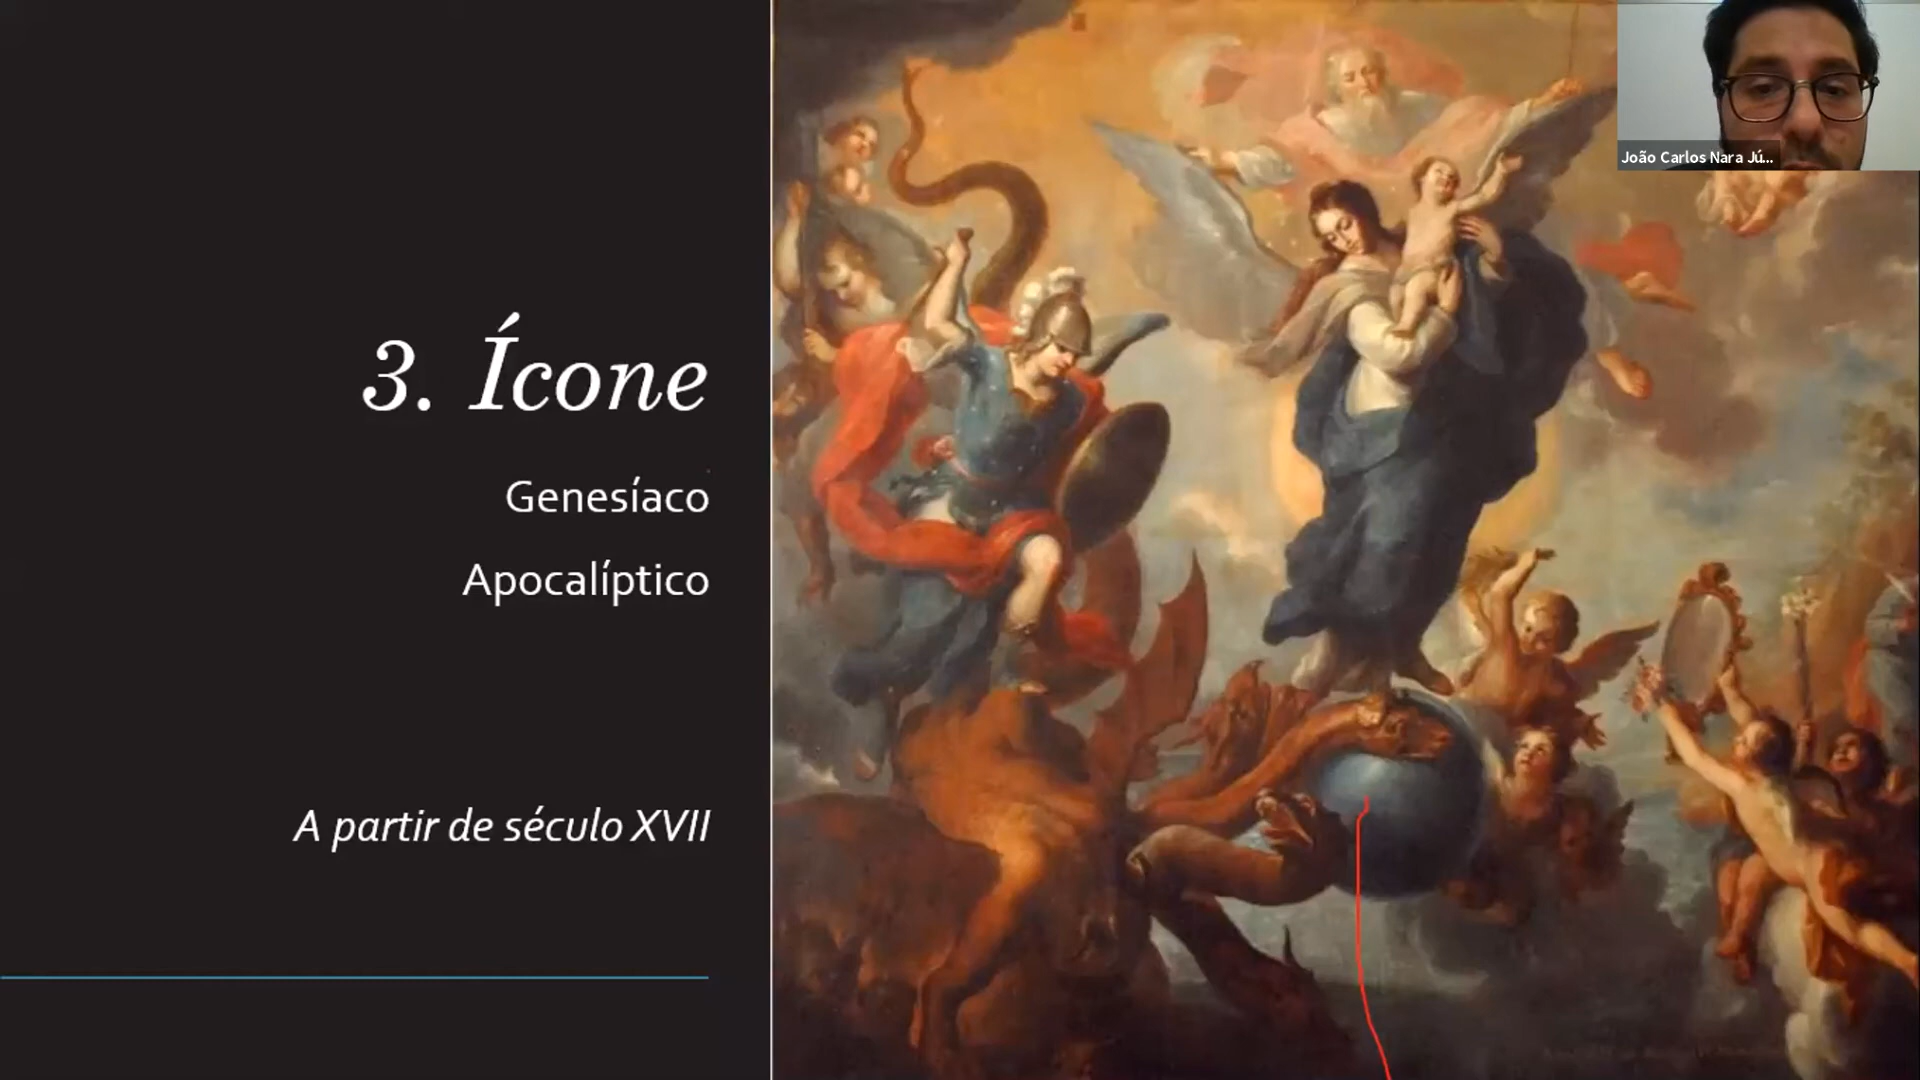 3. Ícone
Genesíaco
Apocalíptico
A partir de século XVII
João Carlos Nara Jú...